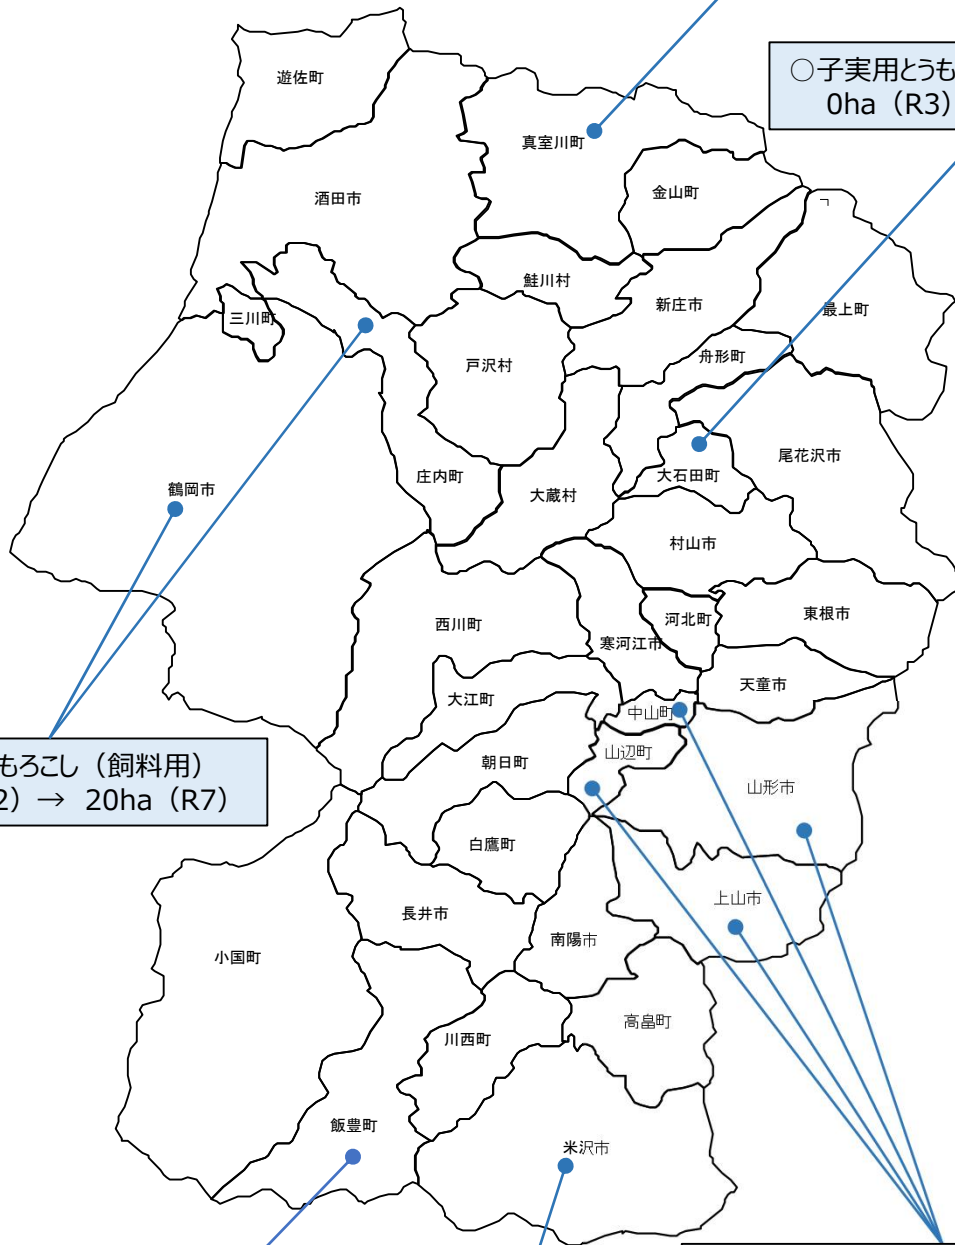 遊佐町
○子実用とうも
0ha（R3）
真室川町
金山町
酒田市
鮭川村
新庄市
最上町
三川町
舟形町
戸沢村
尾花沢市
庄内町
大石田町
鶴岡市
大蔵村
村山市
西川町
河北町
東根市
寒河江市
天童市
大江町
中山町
もろこし（飼料用）
2）→ 20ha（R7）
朝日町
山辺町
山形市
白鷹町
上山市
長井市
南陽市
小国町
高畠町
川西町
飯豊町
米沢市